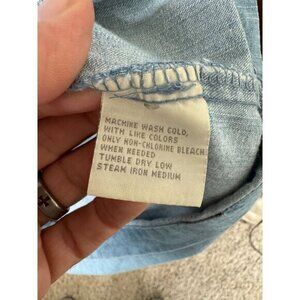 MACHINE WASH COLD,
WITH LIKE COLORS
ONLY NON-CHLORINE BLEACH
WHEN NEEDED
TUMBLE DRY LOW
STEAM IRON MEDIUM